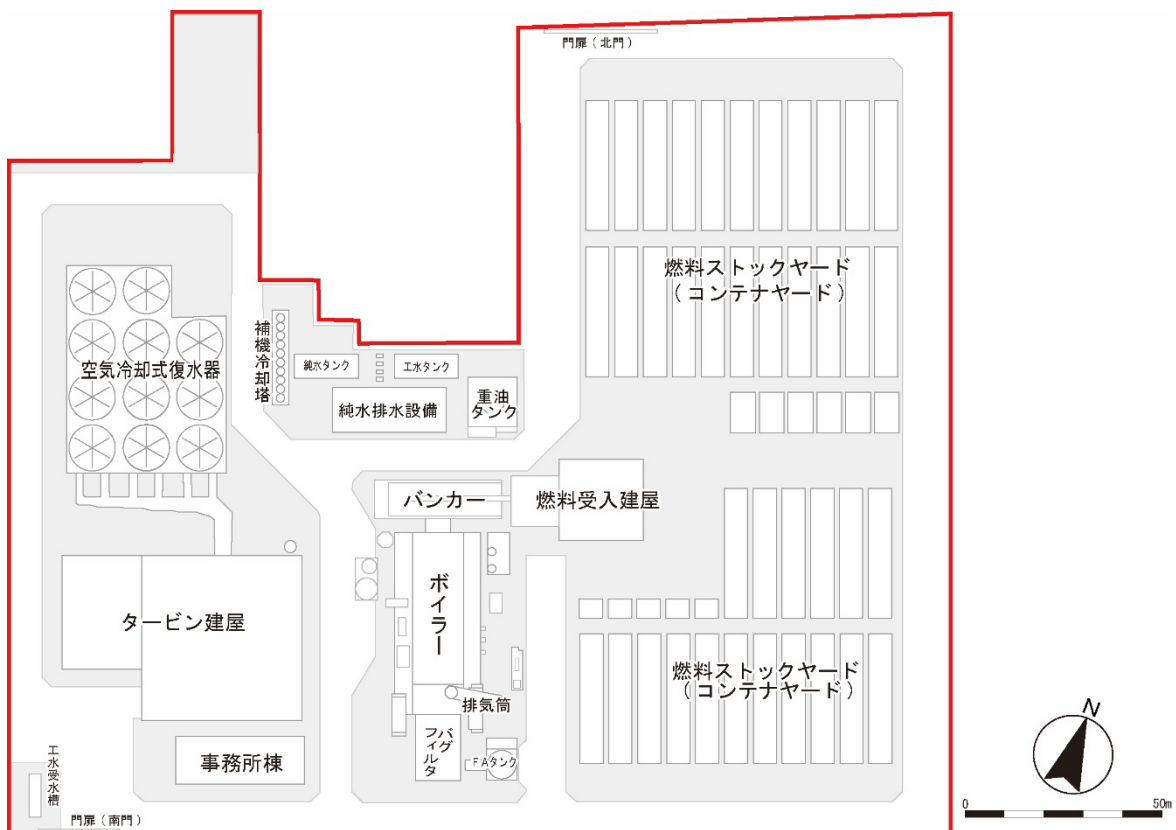 門扉（北門）
燃料ストックヤード
（コンテナヤード）
補機冷却塔
純水タンク
工水タンク
空気冷却式復水器
純水排水設備
重油
タンク
バンカー
燃料受入建屋
ボイラー
タービン建屋
燃料ストックヤード
（コンテナヤード）
排気筒
バグ
フィルタ
FAタンク
事務所棟
工水受水槽
門扉（南門）
N
0
50m